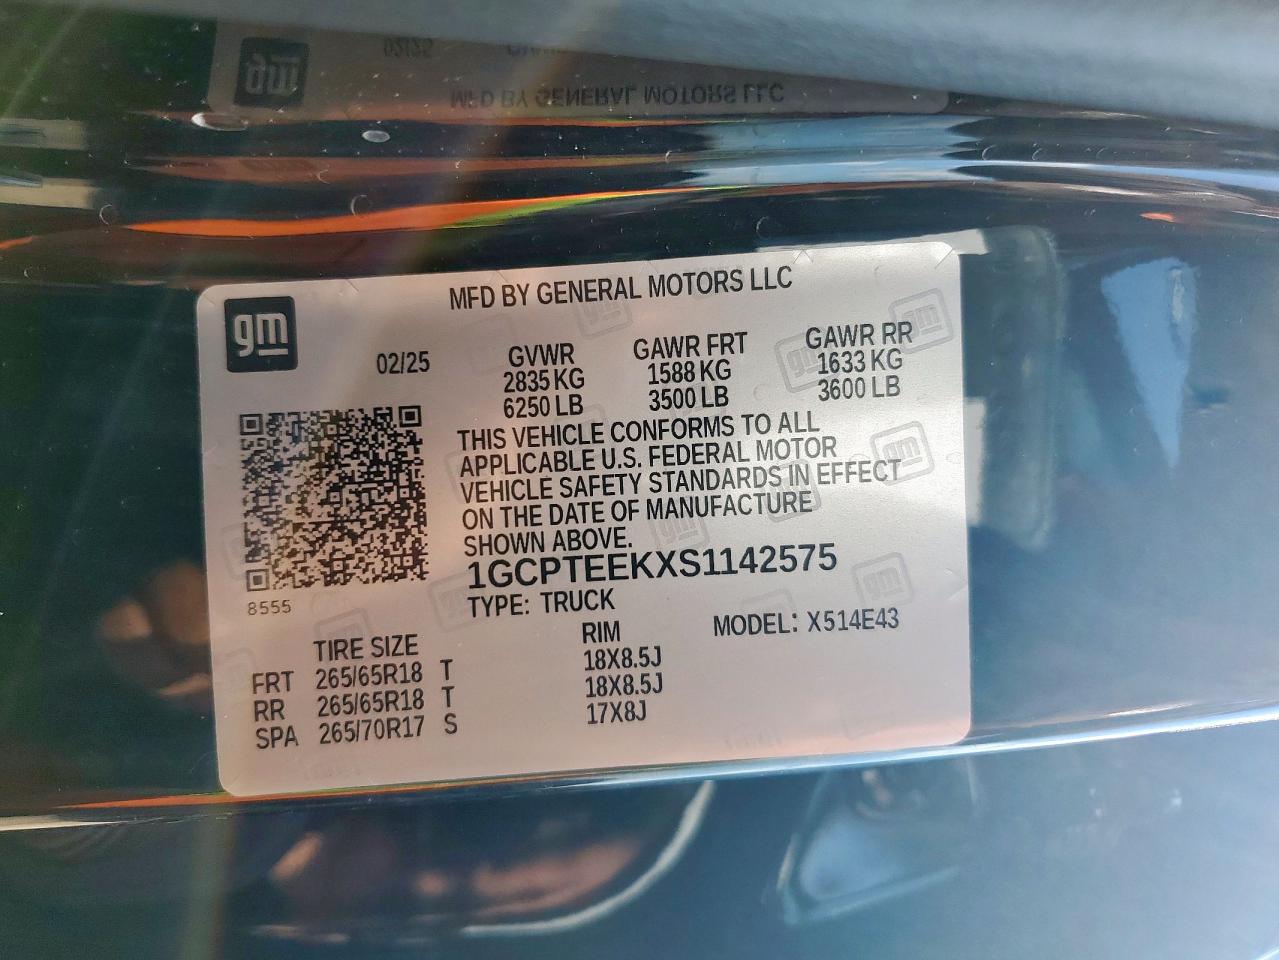 MFD BY GENERAL MOTORS LLC
gm
02/25 GVWR GAWR FRT GAWR RR
2835 KG 1588 KG 1633 KG
6250 LB 3500 LB 3600 LB
THIS VEHICLE CONFORMS TO ALL
APPLICABLE U.S. FEDERAL MOTOR
VEHICLE SAFETY STANDARDS IN EFFECT
ON THE DATE OF MANUFACTURE
SHOWN ABOVE.
1GCPTEEKXS1142575
8555
TYPE: TRUCK
MODEL: X514E43
TIRE SIZE RIM
FRT 265/65R18 T 18X8.5J
RR 265/65R18 T 18X8.5J
SPA 265/70R17 S 17X8J